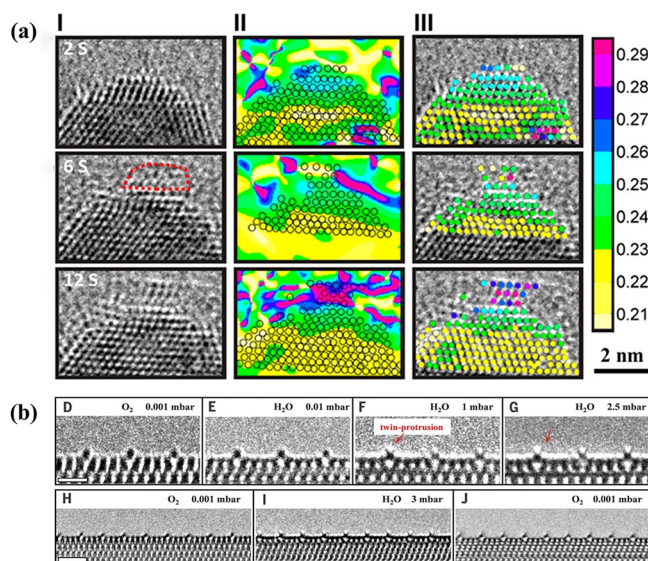 (a)
I II III
2 S
6 S
12 S
0.29
0.28
0.27
0.26
0.25
0.24
0.23
0.22
0.21
2 nm
(b)
D O₂ 0.001 mbar
E H₂O 0.01 mbar
F H₂O 1 mbar
twin-protrusion
G H₂O 2.5 mbar
H O₂ 0.001 mbar
I H₂O 3 mbar
J O₂ 0.001 mbar